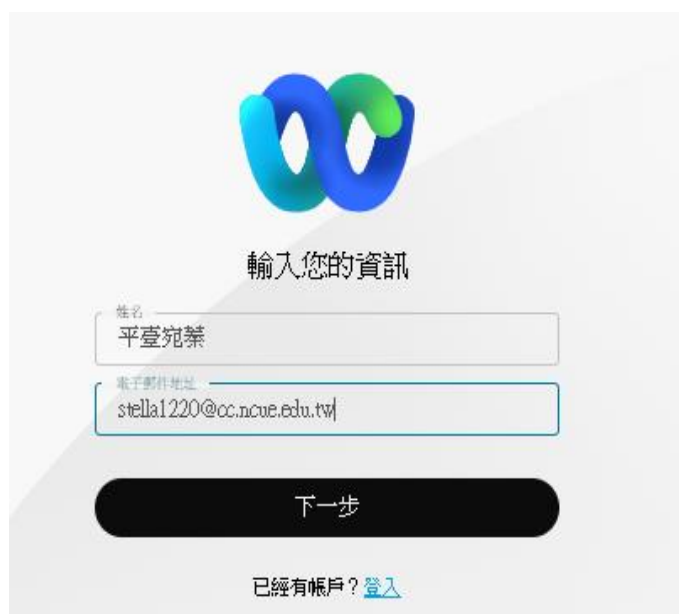 輸入您的資訊
姓名
平臺宛蓁
電子郵件地址
stella1220@cc.ncue.edu.tw
下一步
已經有帳戶？登入